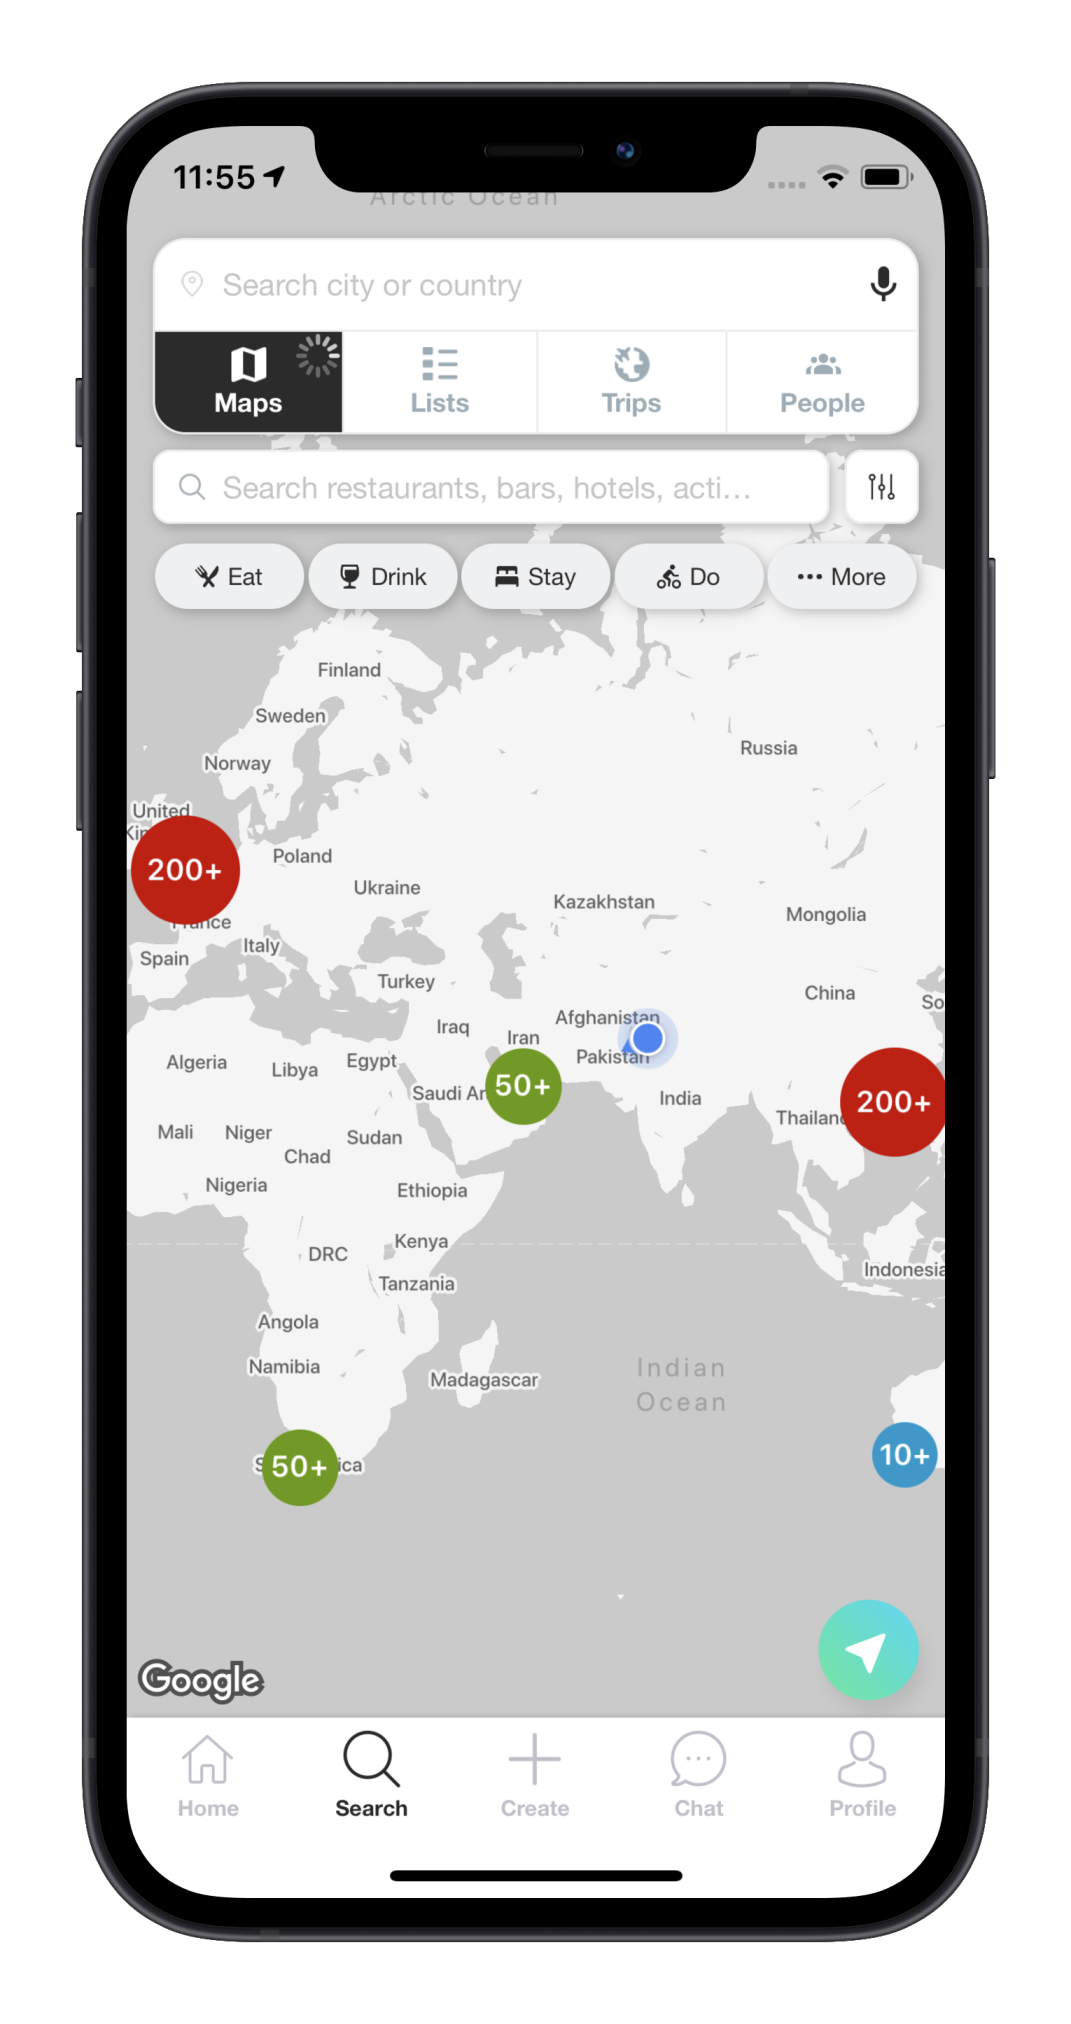 11:55
Arctic Ocean
Search city or country
Maps
Lists
Trips
People
Search restaurants, bars, hotels, acti...
Eat
Drink
Stay
Do
More
Finland
Sweden
Norway
Russia
United
200+
Poland
Ukraine
Kazakhstan
Mongolia
France
Italy
Spain
Turkey
China
So
Afghanistan
Iraq
Iran
Pakistan
Algeria
Libya
Egypt
Saudi Ar
50+
India
200+
Thailand
Mali
Niger
Sudan
Chad
Nigeria
Ethiopia
Kenya
DRC
Tanzania
Indonesia
Angola
Namibia
Madagascar
Indian
Ocean
50+
ica
10+
Google
Home
Search
Create
Chat
Profile